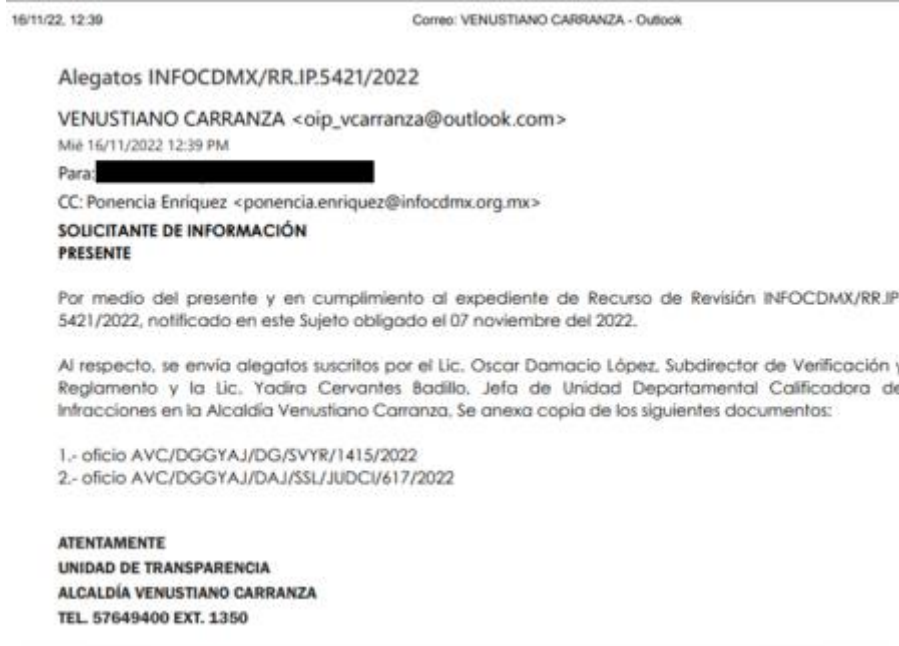 16/11/22, 12:39 Correo: VENUSTIANO CARRANZA - Outlook
Alegatos INFOCDMX/RR.IP.5421/2022
VENUSTIANO CARRANZA <oip_vcarranza@outlook.com>
Mié 16/11/2022 12:39 PM
Para:
CC: Ponencia Enríquez <ponencia.enriquez@infocdmx.org.mx>
SOLICITANTE DE INFORMACIÓN
PRESENTE
Por medio del presente y en cumplimiento al expediente de Recurso de Revisión INFOCDMX/RR.IP
5421/2022, notificado en este Sujeto obligado el 07 noviembre del 2022.
Al respecto, se envía alegatos suscritos por el Lic. Oscar Damacio López, Subdirector de Verificación y
Reglamento y la Lic. Yadira Cervantes Badillo, Jefa de Unidad Departamental Calificadora de
Infracciones en la Alcaldía Venustiano Carranza. Se anexa copia de los siguientes documentos:
1.- oficio AVC/DGGYAJ/DG/SVYR/1415/2022
2.- oficio AVC/DGGYAJ/DAJ/SSL/JUDCI/617/2022
ATENTAMENTE
UNIDAD DE TRANSPARENCIA
ALCALDÍA VENUSTIANO CARRANZA
TEL. 57649400 EXT. 1350